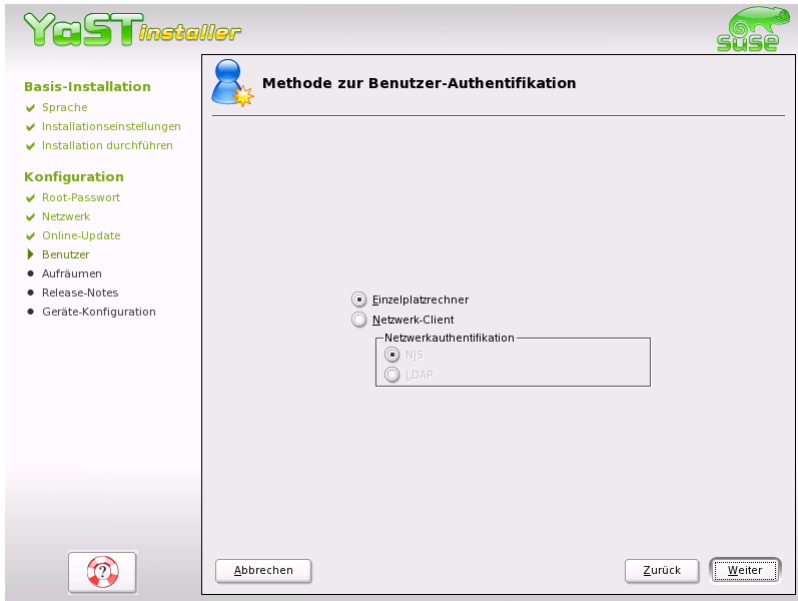 YaST installer
SUSE
Basis-Installation
Sprache
Installationseinstellungen
Installation durchführen
Konfiguration
Root-Passwort
Netzwerk
Online-Update
Benutzer
Aufräumen
Release-Notes
Geräte-Konfiguration
?
Methode zur Benutzer-Authentifikation
Einzelplatzrechner
Netzwerk-Client
Netzwerkauthentifikation
NIS
LDAP
Abbrechen
Zurück
Weiter